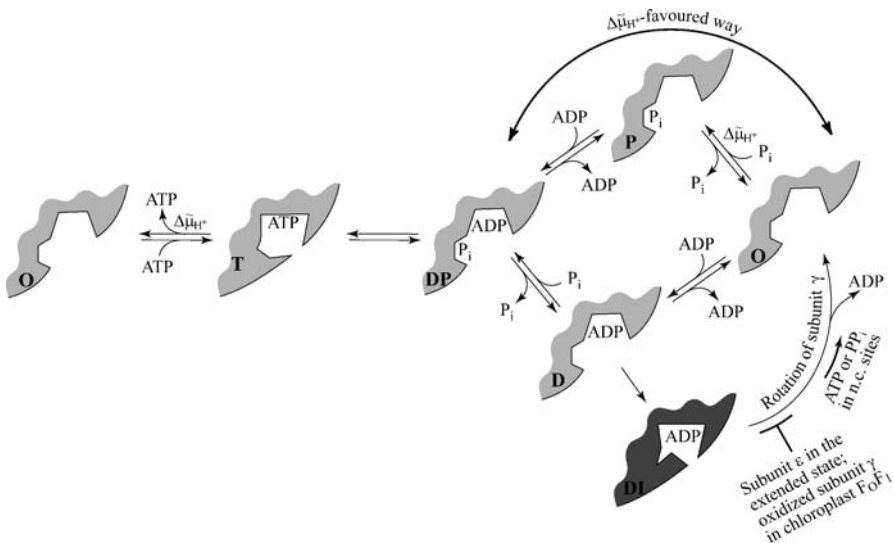 Δμ̃H⁺-favoured way
ADP
ADP
Pᵢ
P
Δμ̃H⁺
Pᵢ
Pᵢ
O
ATP
Δμ̃H⁺
ATP
ATP
T
ADP
Pᵢ
DP
O
Pᵢ
Pᵢ
ADP
ADP
ADP
D
ADP
DI
Rotation of subunit γ
ADP
ATP or PPᵢ
in n.c. sites
Subunit ε in the
extended state;
oxidized subunit γ
in chloroplast FOF1